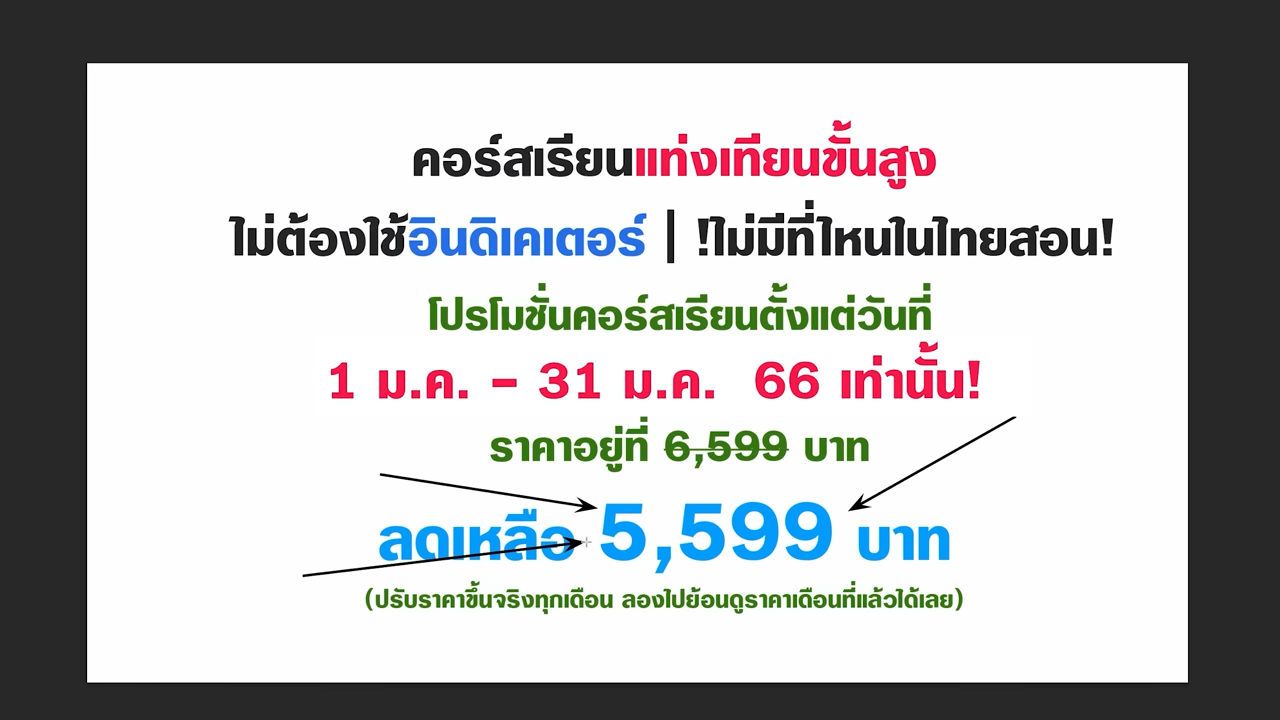 คอร์สเรียนแท่งเทียนขั้นสูง
ไม่ต้องใช้อินดิเคเตอร์ | !ไม่มีที่ไหนในไทยสอน!
โปรโมชั่นคอร์สเรียนตั้งแต่วันที่
1 ม.ค. – 31 ม.ค. 66 เท่านั้น!
ราคาอยู่ที่ 6,599 บาท
ลดเหลือ 5,599 บาท
(ปรับราคาขึ้นจริงทุกเดือน ลองไปย้อนดูราคาเดือนที่แล้วได้เลย)